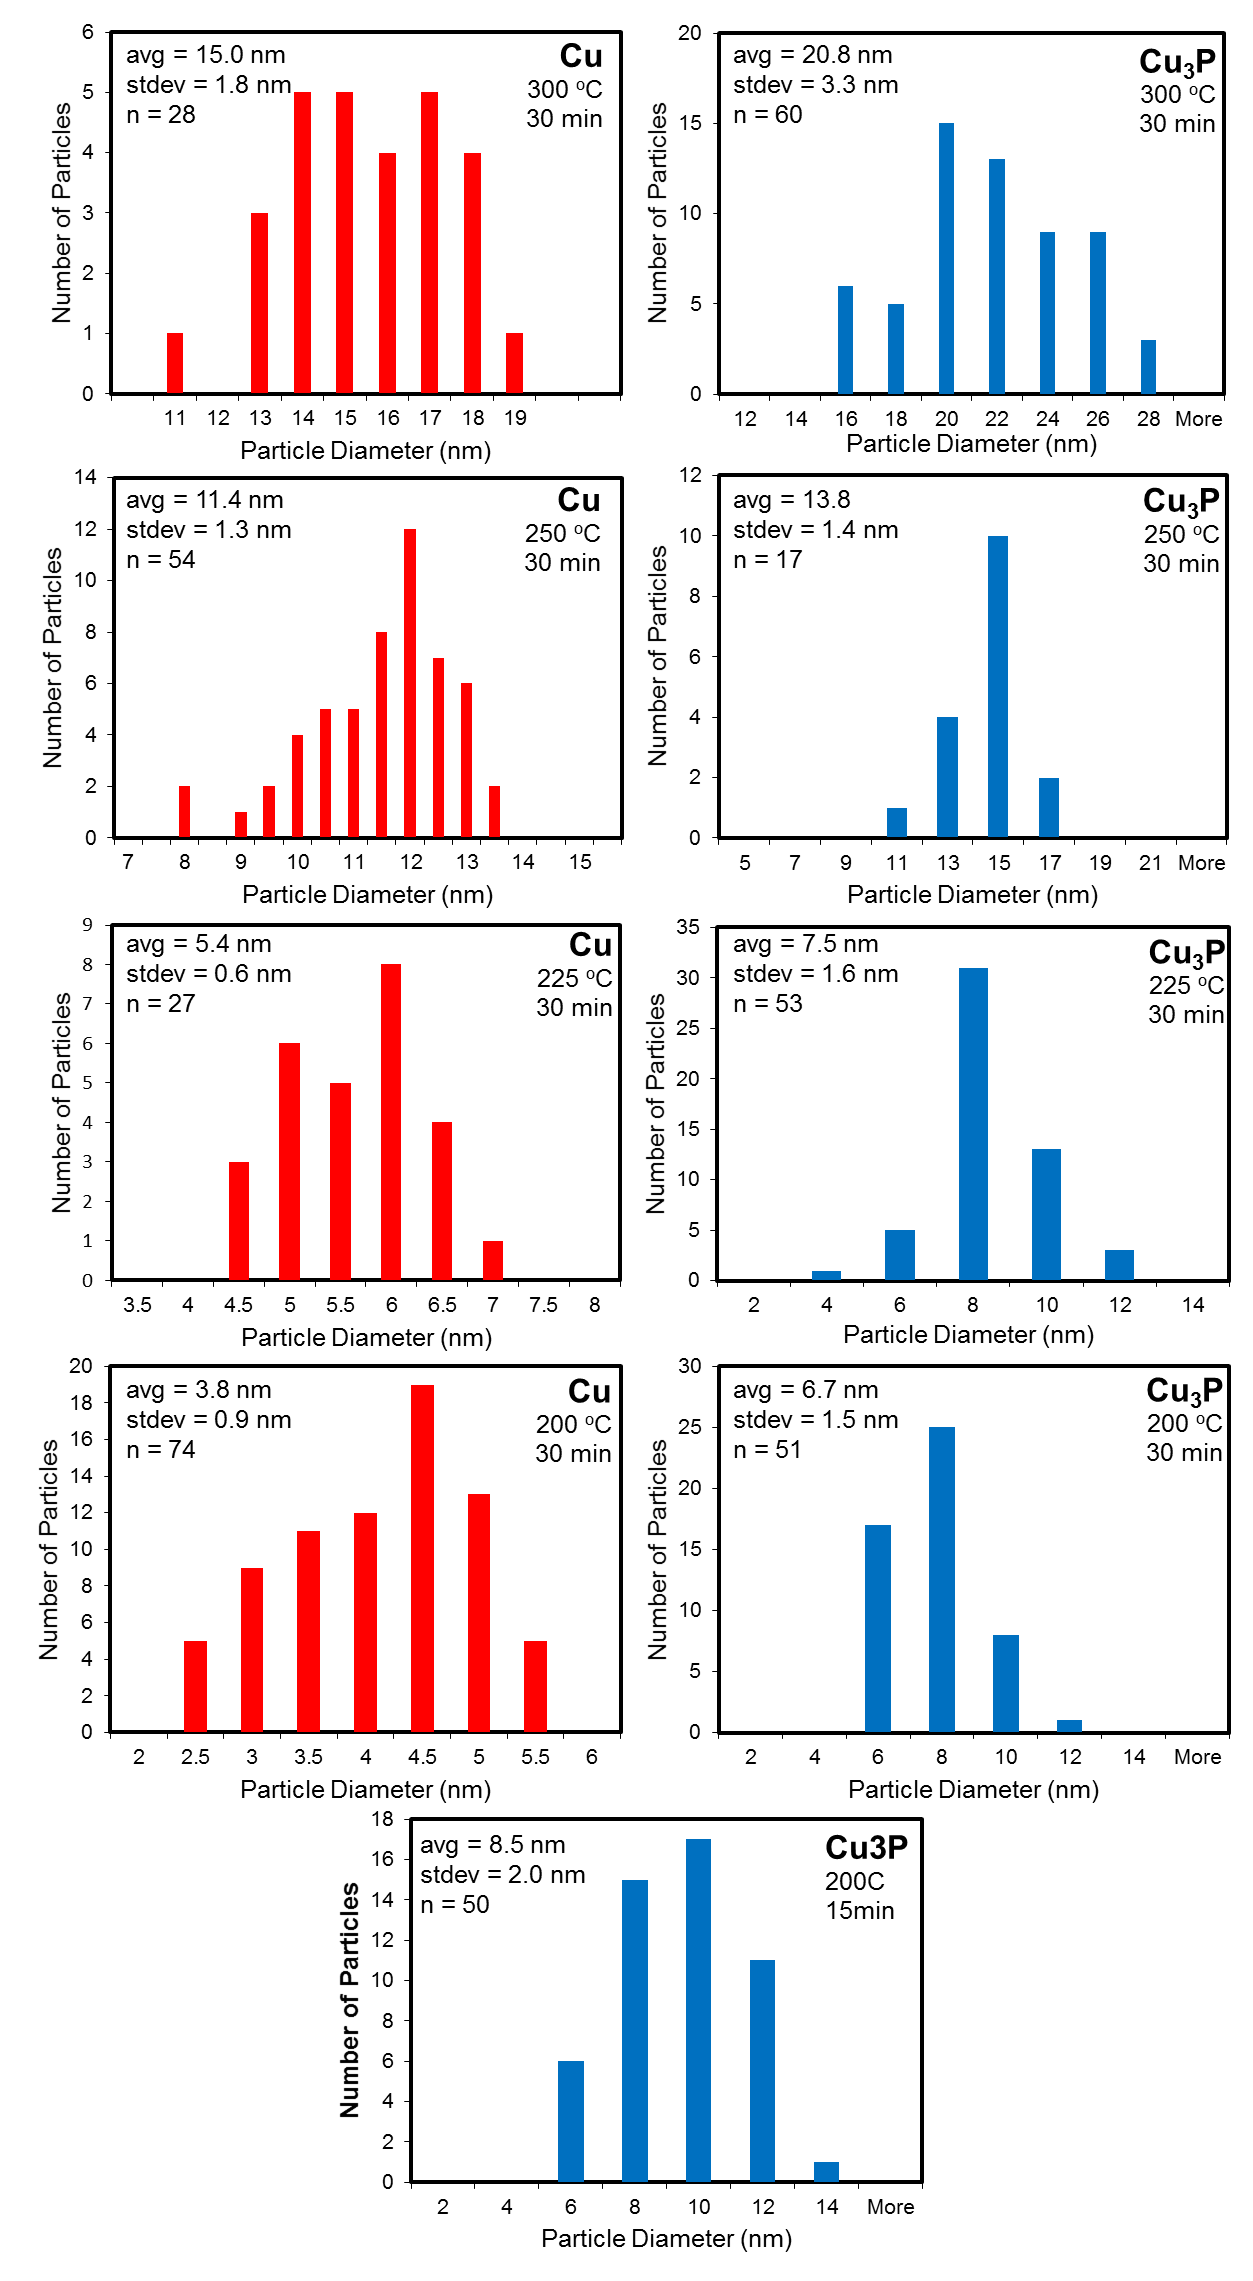 avg = 15.0 nm
stdev = 1.8 nm
n = 28
Cu
300 °C
30 min
Number of Particles
6
5
4
3
2
1
0
11 12 13 14 15 16 17 18 19
Particle Diameter (nm)
avg = 20.8 nm
stdev = 3.3 nm
n = 60
Cu₃P
300 °C
30 min
Number of Particles
20
15
10
5
0
12 14 16 18 20 22 24 26 28 More
Particle Diameter (nm)
avg = 11.4 nm
stdev = 1.3 nm
n = 54
Cu
250 °C
30 min
Number of Particles
14
12
10
8
6
4
2
0
7 8 9 10 11 12 13 14 15
Particle Diameter (nm)
avg = 13.8
stdev = 1.4 nm
n = 17
Cu₃P
250 °C
30 min
Number of Particles
12
10
8
6
4
2
0
5 7 9 11 13 15 17 19 21 More
Particle Diameter (nm)
avg = 5.4 nm
stdev = 0.6 nm
n = 27
Cu
225 °C
30 min
Number of Particles
9
8
7
6
5
4
3
2
1
0
3.5 4 4.5 5 5.5 6 6.5 7 7.5 8
Particle Diameter (nm)
avg = 7.5 nm
stdev = 1.6 nm
n = 53
Cu₃P
225 °C
30 min
Number of Particles
35
30
25
20
15
10
5
0
2 4 6 8 10 12 14
Particle Diameter (nm)
avg = 3.8 nm
stdev = 0.9 nm
n = 74
Cu
200 °C
30 min
Number of Particles
20
18
16
14
12
10
8
6
4
2
0
2 2.5 3 3.5 4 4.5 5 5.5 6
Particle Diameter (nm)
avg = 6.7 nm
stdev = 1.5 nm
n = 51
Cu₃P
200 °C
30 min
Number of Particles
30
25
20
15
10
5
0
2 4 6 8 10 12 14 More
Particle Diameter (nm)
avg = 8.5 nm
stdev = 2.0 nm
n = 50
Cu3P
200C
15min
Number of Particles
18
16
14
12
10
8
6
4
2
0
2 4 6 8 10 12 14 More
Particle Diameter (nm)